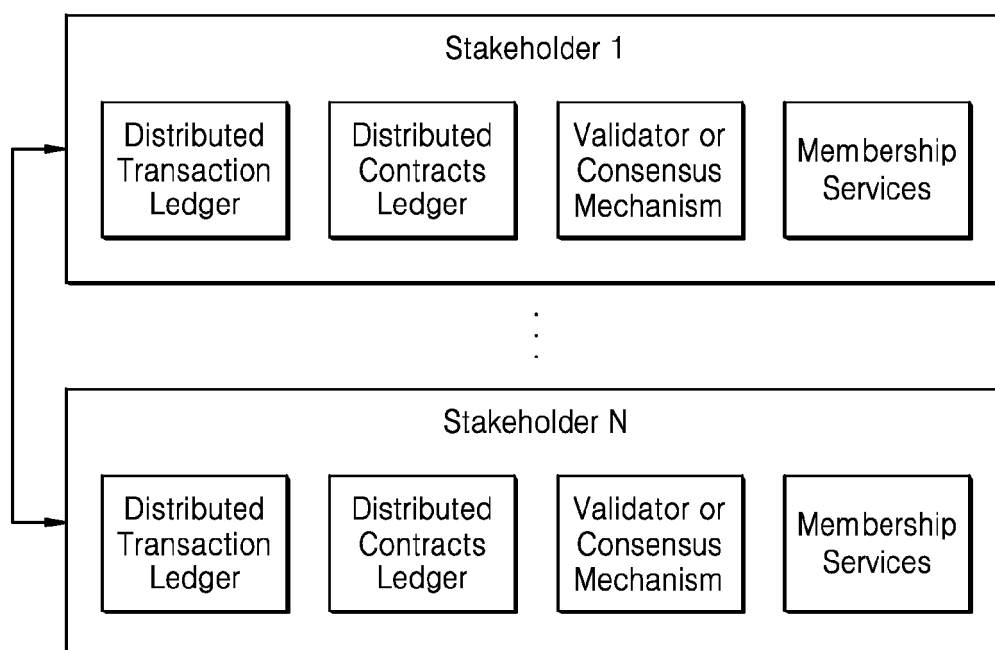 Stakeholder 1
Distributed
Transaction
Ledger
Distributed
Contracts
Ledger
Validator or
Consensus
Mechanism
Membership
Services
Stakeholder N
Distributed
Transaction
Ledger
Distributed
Contracts
Ledger
Validator or
Consensus
Mechanism
Membership
Services